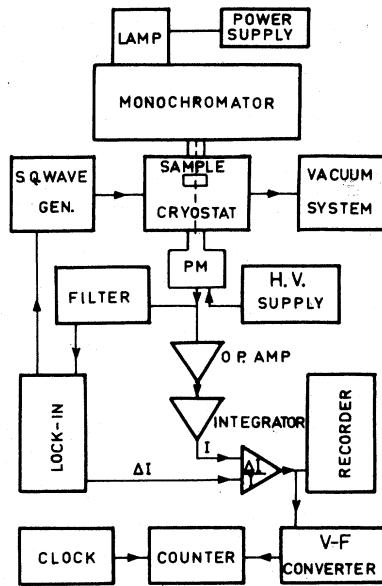 LAMP
POWER
SUPPLY
MONOCHROMATOR
SQ.WAVE
GEN.
SAMPLE
CRYOSTAT
VACUUM
SYSTEM
PM
FILTER
H.V.
SUPPLY
OP. AMP
LOCK-IN
INTEGRATOR
I
ΔI
ΔI
I
RECORDER
CLOCK
COUNTER
V-F
CONVERTER